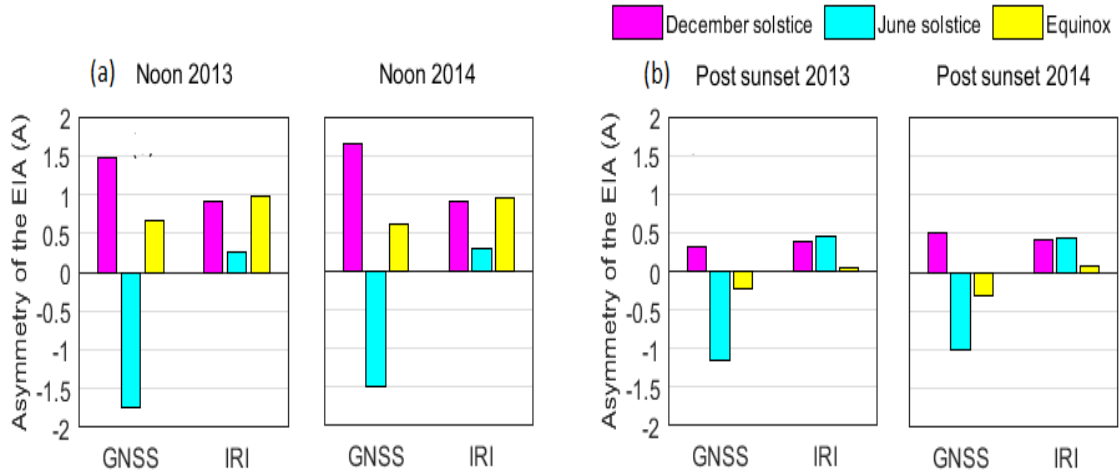 December solstice June solstice Equinox
(a) Noon 2013 Noon 2014
(b) Post sunset 2013 Post sunset 2014
Asymmetry of the EIA (A)
2
1.5
1
0.5
0
-0.5
-1
-1.5
-2
GNSS IRI
GNSS IRI
Asymmetry of the EIA (A)
2
1.5
1
0.5
0
-0.5
-1
-1.5
-2
GNSS IRI
GNSS IRI